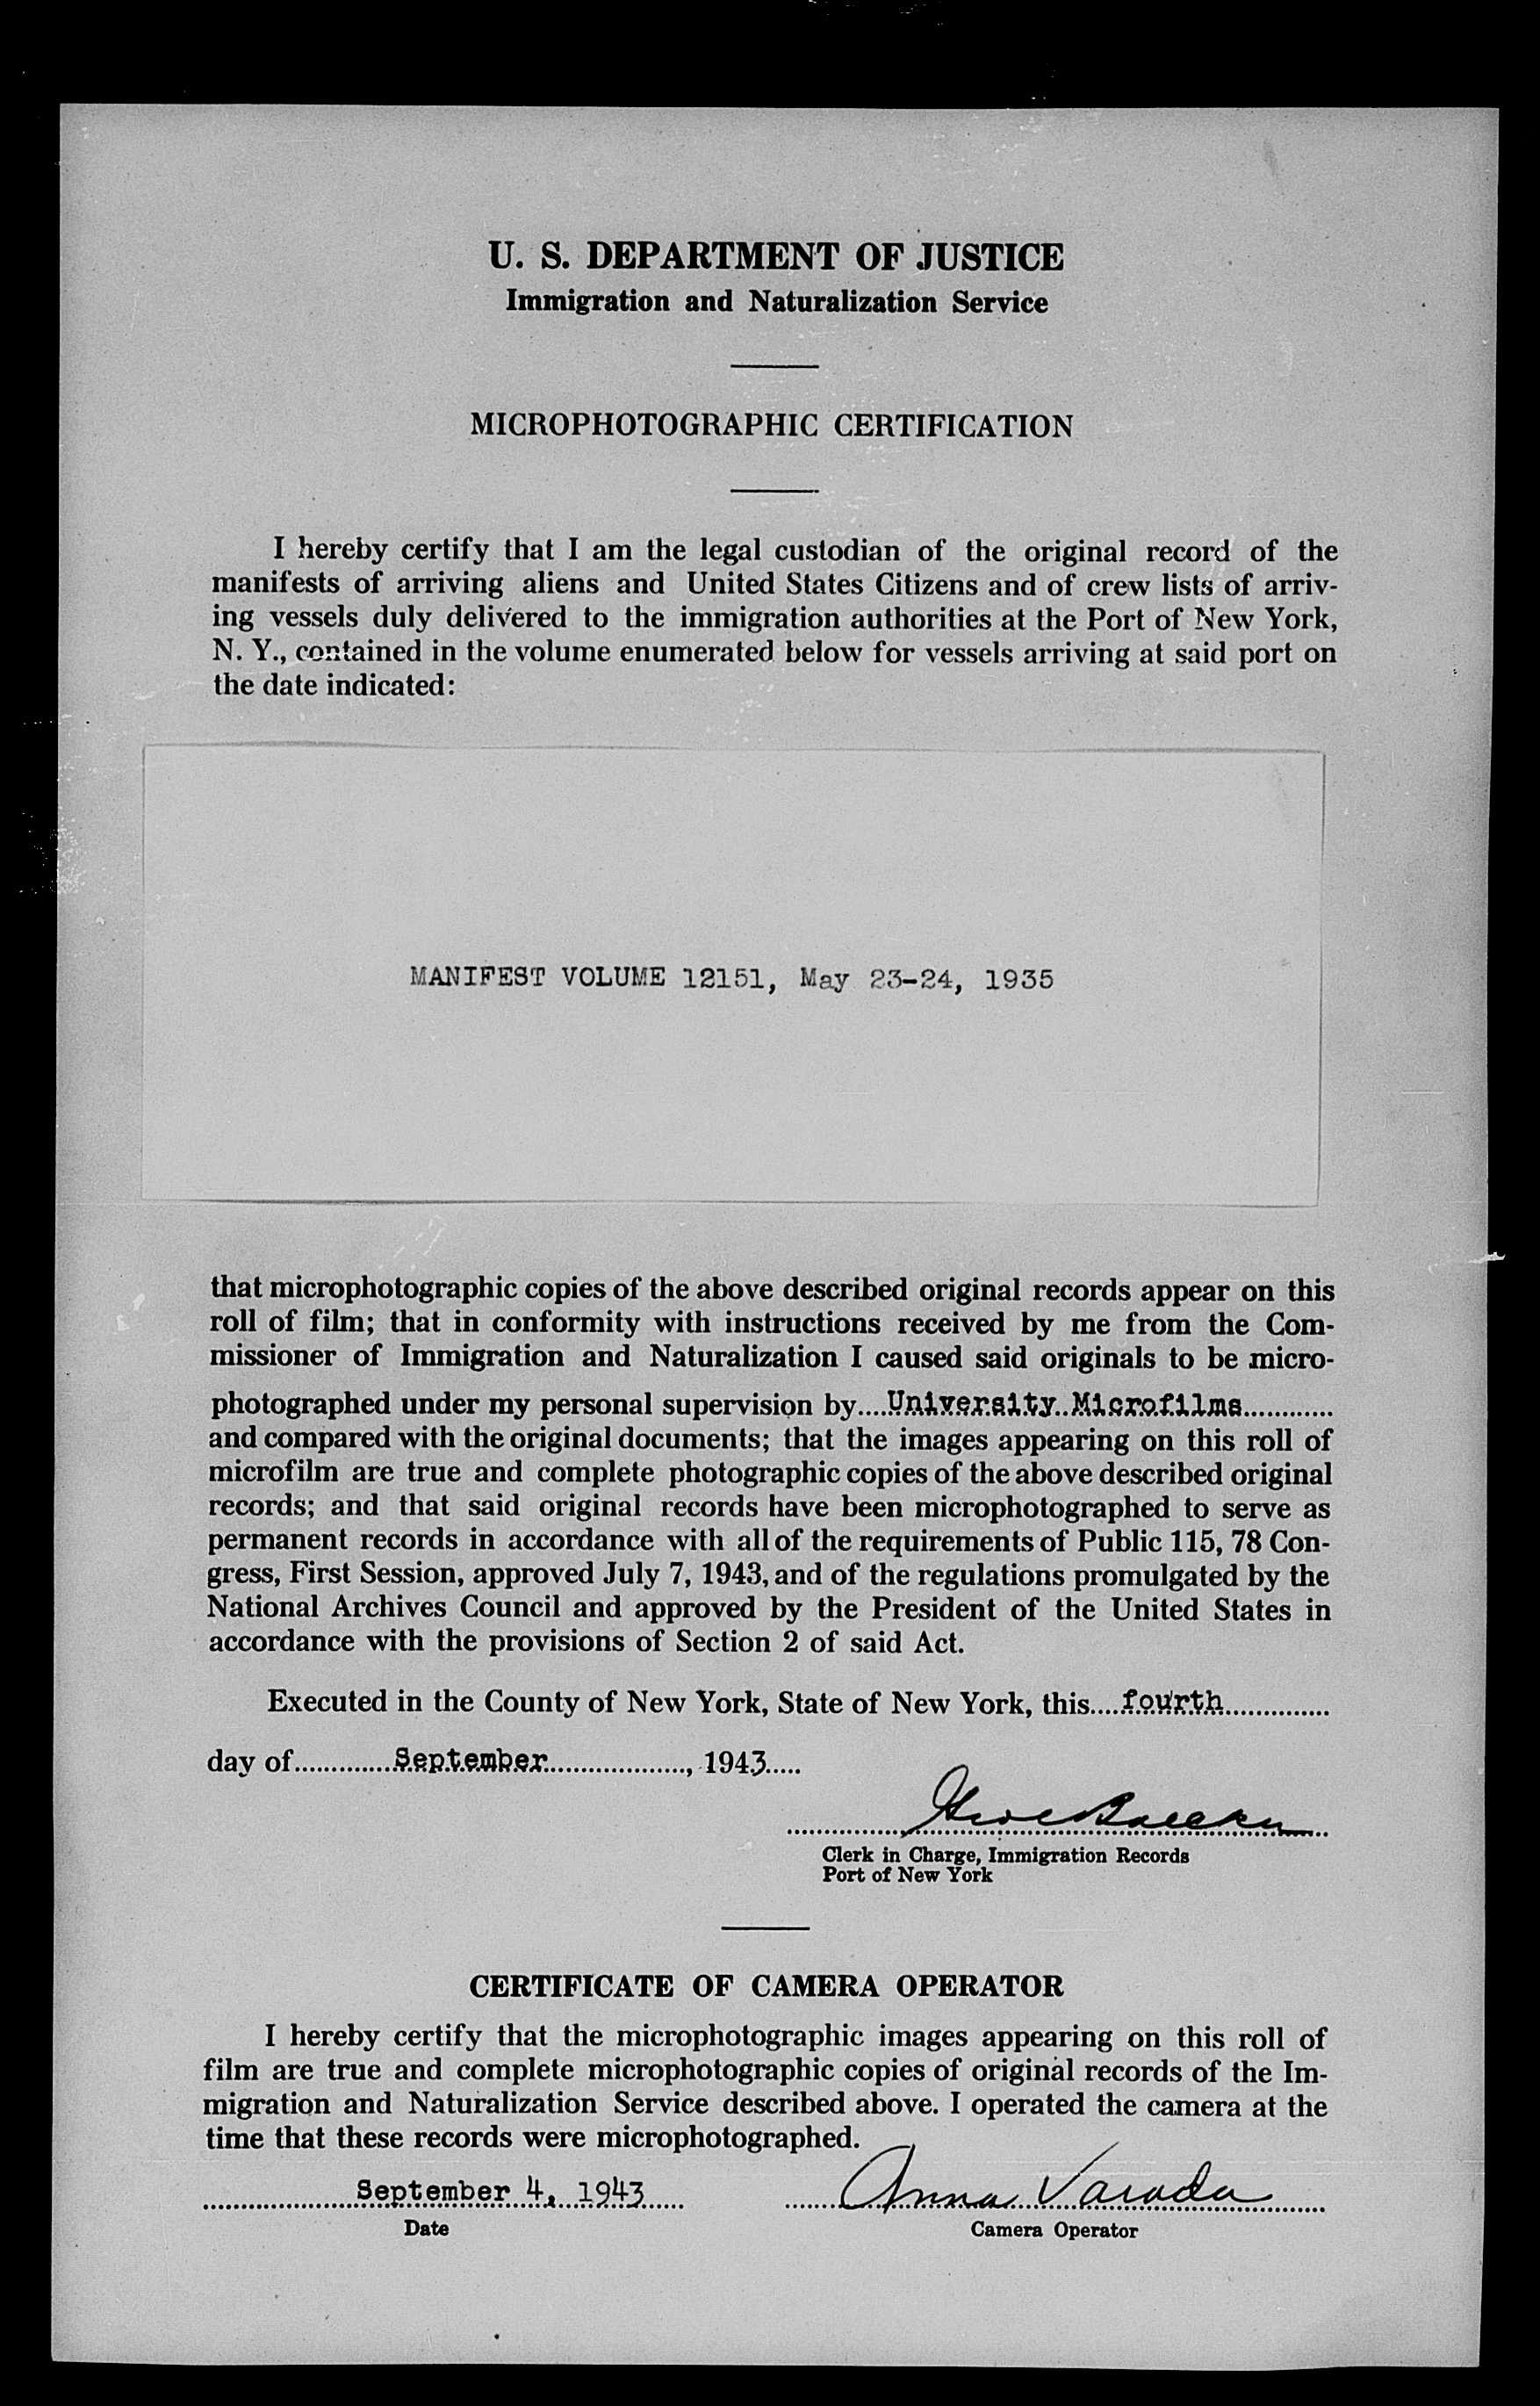 U. S. DEPARTMENT OF JUSTICE
Immigration and Naturalization Service
MICROPHOTOGRAPHIC CERTIFICATION
I hereby certify that I am the legal custodian of the original record of the
manifests of arriving aliens and United States Citizens and of crew lists of arriv-
ing vessels duly delivered to the immigration authorities at the Port of New York,
N. Y., contained in the volume enumerated below for vessels arriving at said port on
the date indicated:
MANIFEST VOLUME 12151, May 23-24, 1935
that microphotographic copies of the above described original records appear on this
roll of film; that in conformity with instructions received by me from the Com-
missioner of Immigration and Naturalization I caused said originals to be micro-
photographed under my personal supervision by....University Microfilms............
and compared with the original documents; that the images appearing on this roll of
microfilm are true and complete photographic copies of the above described original
records; and that said original records have been microphotographed to serve as
permanent records in accordance with all of the requirements of Public 115, 78 Con-
gress, First Session, approved July 7, 1943, and of the regulations promulgated by the
National Archives Council and approved by the President of the United States in
accordance with the provisions of Section 2 of said Act.
Executed in the County of New York, State of New York, this....fourth..............
day of.............September..................., 1943.....
Clerk in Charge, Immigration Records
Port of New York
CERTIFICATE OF CAMERA OPERATOR
I hereby certify that the microphotographic images appearing on this roll of
film are true and complete microphotographic copies of original records of the Im-
migration and Naturalization Service described above. I operated the camera at the
time that these records were microphotographed.
September 4, 1943 Anna
Date Camera Operator